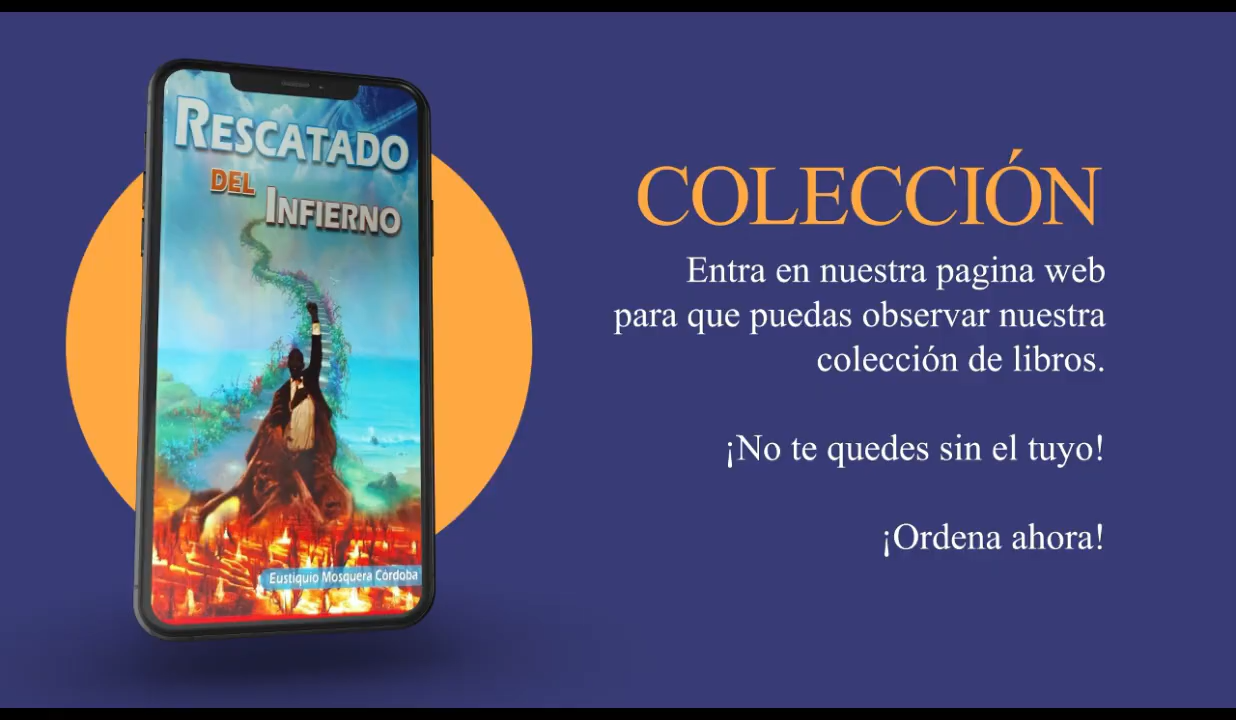 RESCATADO
DEL
INFIERNO
Eustiquio Mosquera Córdoba
COLECCIÓN
Entra en nuestra pagina web
para que puedas observar nuestra
colección de libros.
¡No te quedes sin el tuyo!
¡Ordena ahora!